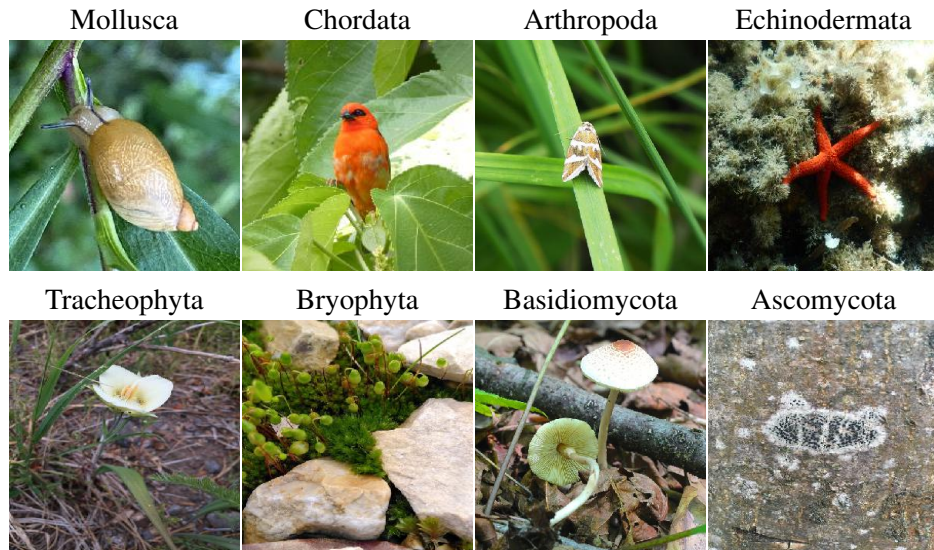 Mollusca
Chordata
Arthropoda
Echinodermata
Tracheophyta
Bryophyta
Basidiomycota
Ascomycota